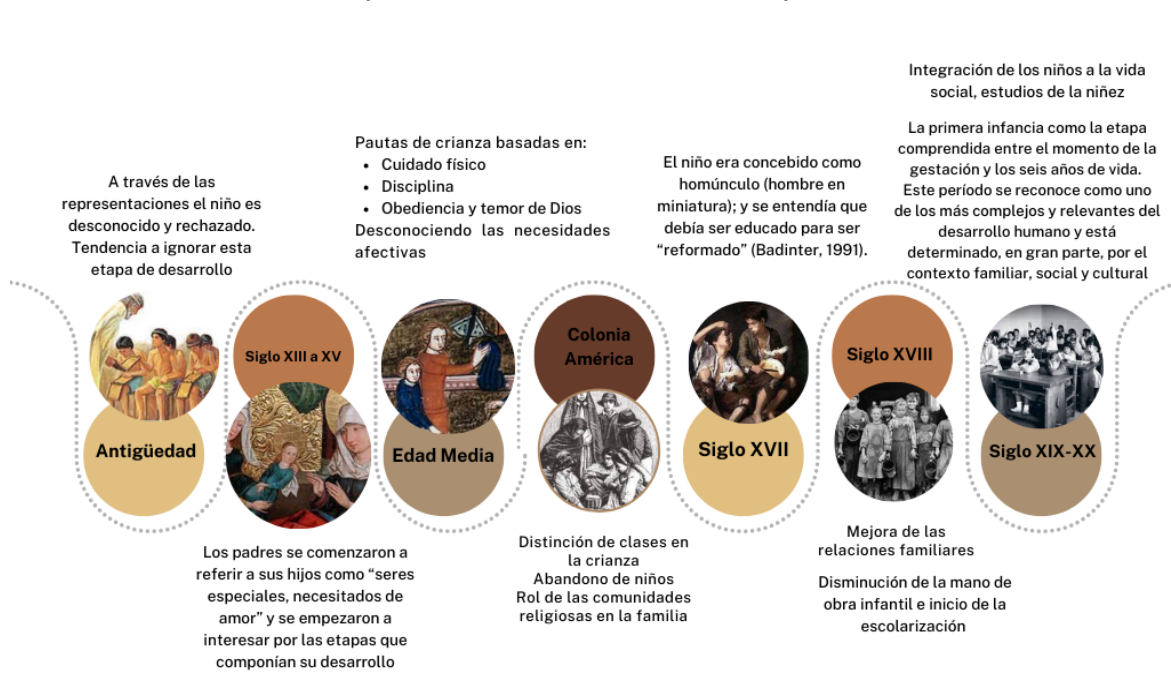 A través de las
representaciones el niño es
desconocido y rechazado.
Tendencia a ignorar esta
etapa de desarrollo
Antigüedad
Siglo XIII a XV
Los padres se comenzaron a
referir a sus hijos como “seres
especiales, necesitados de
amor” y se empezaron a
interesar por las etapas que
componían su desarrollo
Pautas de crianza basadas en:
• Cuidado físico
• Disciplina
• Obediencia y temor de Dios
Desconociendo las necesidades
afectivas
Edad Media
Colonia
América
Distinción de clases en
la crianza
Abandono de niños
Rol de las comunidades
religiosas en la familia
El niño era concebido como
homúnculo (hombre en
miniatura); y se entendía que
debía ser educado para ser
“reformado” (Badinter, 1991).
Siglo XVII
Siglo XVIII
Mejora de las
relaciones familiares
Disminución de la mano de
obra infantil e inicio de la
escolarización
Integración de los niños a la vida
social, estudios de la niñez
La primera infancia como la etapa
comprendida entre el momento de la
gestación y los seis años de vida.
Este período se reconoce como uno
de los más complejos y relevantes del
desarrollo humano y está
determinado, en gran parte, por el
contexto familiar, social y cultural
Siglo XIX-XX